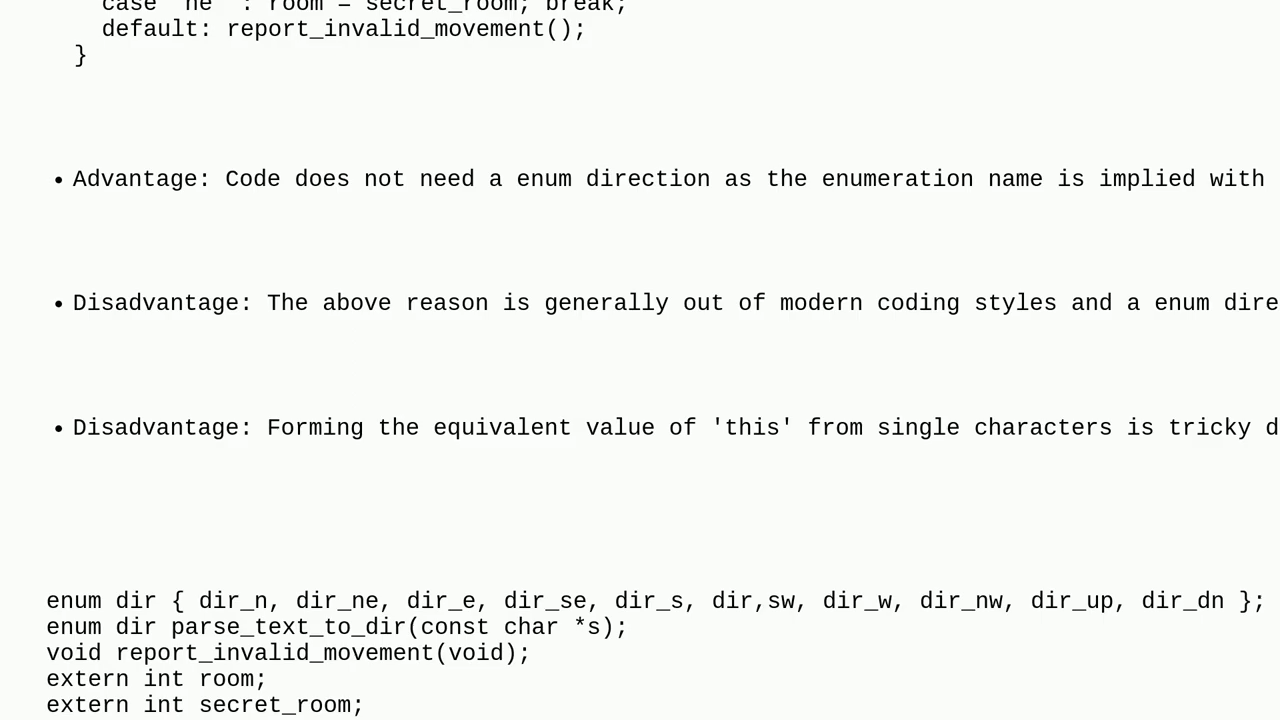 case 'ne' : room = secret_room; break;
default: report_invalid_movement();
}
• Advantage: Code does not need a enum direction as the enumeration name is implied with
• Disadvantage: The above reason is generally out of modern coding styles and a enum dire
• Disadvantage: Forming the equivalent value of 'this' from single characters is tricky d
enum dir { dir_n, dir_ne, dir_e, dir_se, dir_s, dir,sw, dir_w, dir_nw, dir_up, dir_dn };
enum dir parse_text_to_dir(const char *s);
void report_invalid_movement(void);
extern int room;
extern int secret_room;